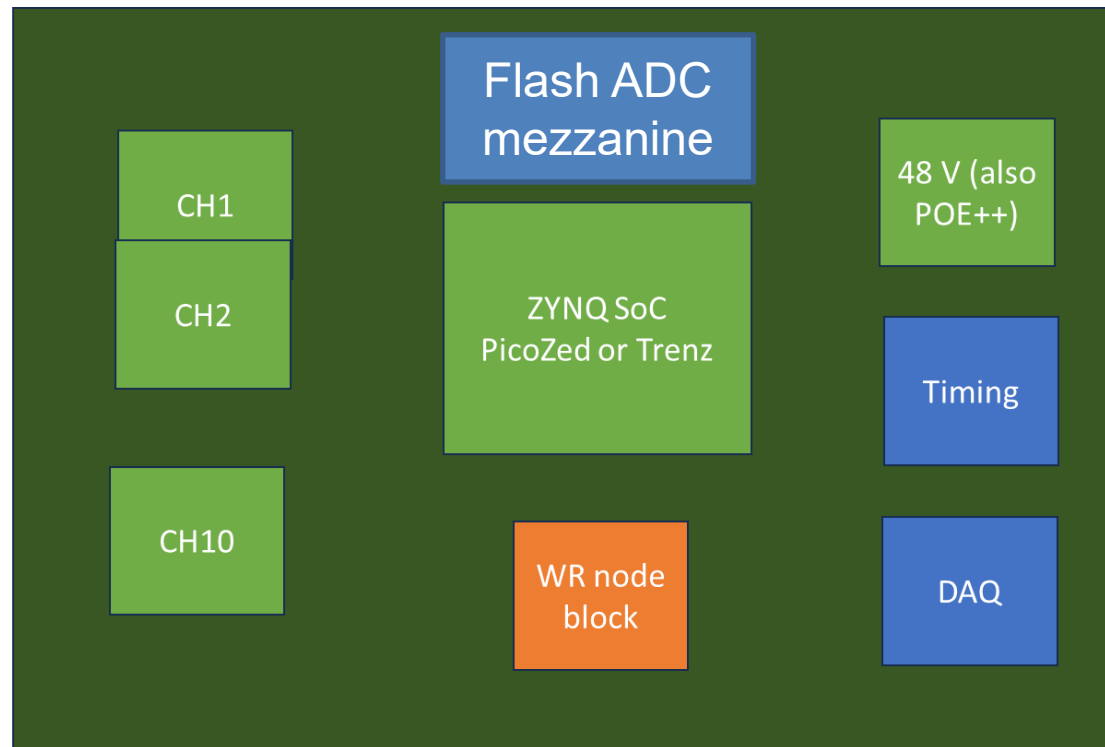 Flash ADC
mezzanine
CH1
CH2
CH10
ZYNQ SoC
PicoZed or Trenz
WR node
block
48 V (also
POE++)
Timing
DAQ